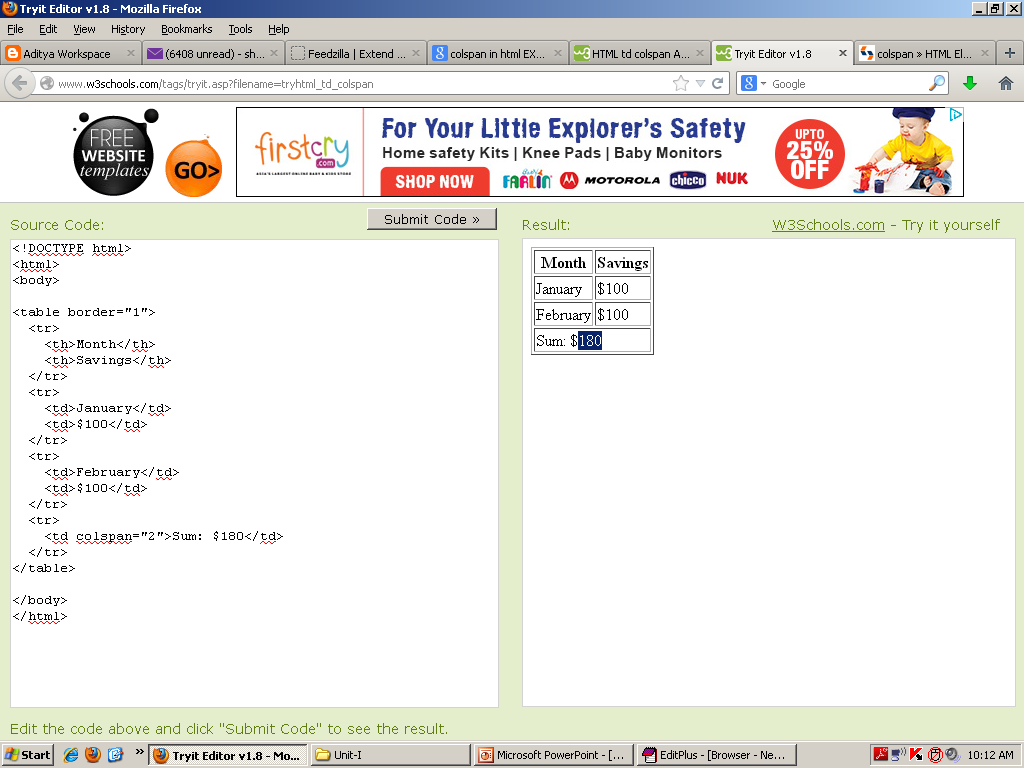 Tryit Editor v1.8 - Mozilla Firefox
File Edit View History Bookmarks Tools Help
Aditya Workspace
(6408 unread) - sh...
Feedzilla | Extend ...
colspan in html EX...
HTML td colspan A...
Tryit Editor v1.8
colspan » HTML El...
www.w3schools.com/tags/tryit.asp?filename=tryhtml_td_colspan
Google
FREE
WEBSITE
templates
GO>
firstcry
.com
ASIA'S LARGEST ONLINE BABY & KIDS STORE
For Your Little Explorer's Safety
Home safety Kits | Knee Pads | Baby Monitors
SHOP NOW
FARLIN
MOTOROLA
chicco
NUK
UPTO
25%
OFF
Source Code:
Submit Code »
Result:
W3Schools.com - Try it yourself
<!DOCTYPE html>
<html>
<body>
<table border="1">
<tr>
<th>Month</th>
<th>Savings</th>
</tr>
<tr>
<td>January</td>
<td>$100</td>
</tr>
<tr>
<td>February</td>
<td>$100</td>
</tr>
<tr>
<td colspan="2">Sum: $180</td>
</tr>
</table>
</body>
</html>
Month Savings
January $100
February $100
Sum: $180
Edit the code above and click "Submit Code" to see the result.
Start
Tryit Editor v1.8 - Mo...
Unit-I
Microsoft PowerPoint - [...
EditPlus - [Browser - Ne...
10:12 AM